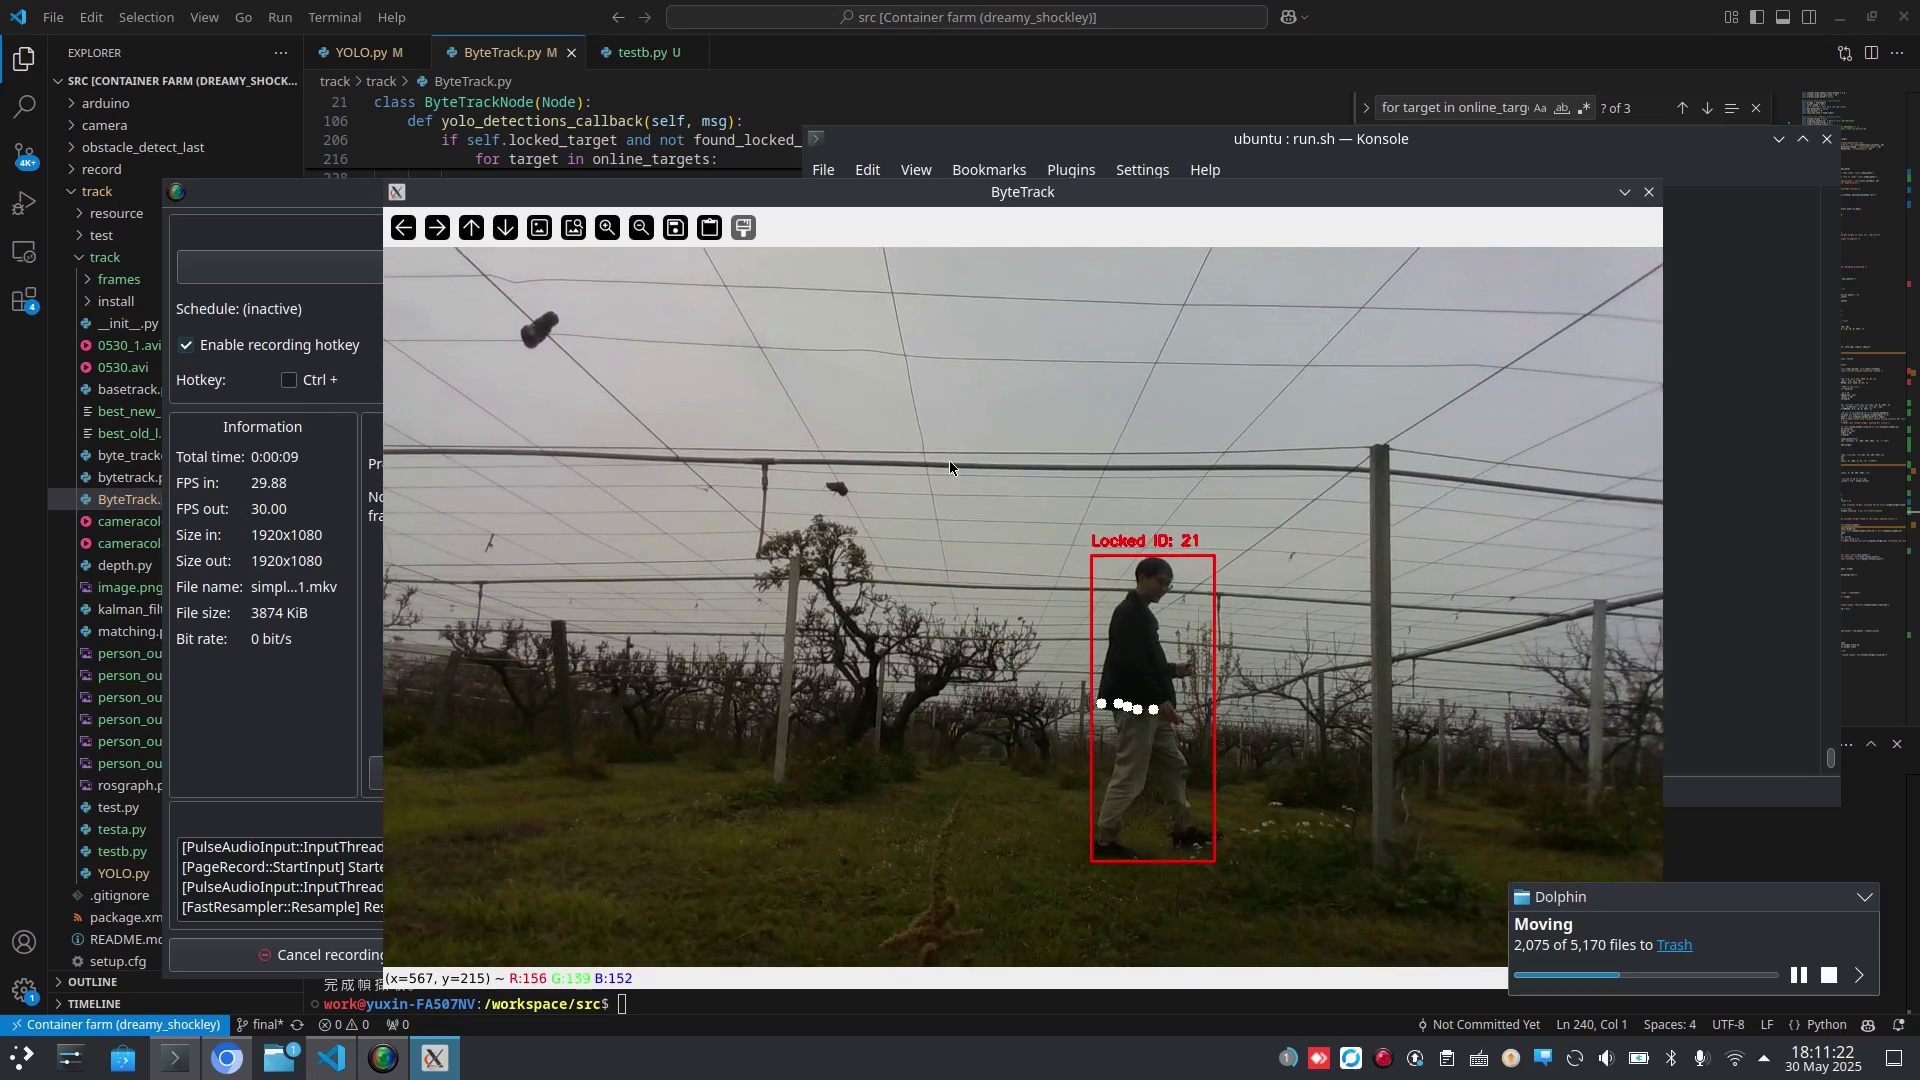 File Edit Selection View Go Run Terminal Help
src [Container farm (dreamy_shockley)]
EXPLORER
SRC [CONTAINER FARM (DREAMY_SHOCK...
arduino
camera
obstacle_detect_last
record
track
resource
test
track
frames
install
__init__.py
0530_1.avi
0530.avi
basetrack.
best_new_
best_old_l.
byte_track
bytetrack.p
ByteTrack.
cameracol
cameracol
depth.py
image.png
kalman_filt
matching.p
person_ou
person_ou
person_ou
person_ou
person_ou
person_ou
rosgraph.p
test.py
testa.py
testb.py
YOLO.py
.gitignore
package.xm
README.md
setup.cfg
OUTLINE
TIMELINE
4K+
4
1
YOLO.py M
ByteTrack.py M
testb.py U
track > track > ByteTrack.py
21 class ByteTrackNode(Node):
106 def yolo_detections_callback(self, msg):
206 if self.locked_target and not found_locked_
216 for target in online_targets:
for target in online_targ Aa ab ? of 3
ubuntu : run.sh — Konsole
File Edit View Bookmarks Plugins Settings Help
Schedule: (inactive)
Enable recording hotkey
Hotkey: Ctrl +
Information
Total time: 0:00:09
FPS in: 29.88
FPS out: 30.00
Size in: 1920x1080
Size out: 1920x1080
File name: simpl...1.mkv
File size: 3874 KiB
Bit rate: 0 bit/s
Pr
No
fra
[PulseAudioInput::InputThread
[PageRecord::StartInput] Starte
[PulseAudioInput::InputThread
[FastResampler::Resample] Res
Cancel recording
ByteTrack
Locked ID: 21
(x=567, y=215) ~ R:156 G:159 B:152
Dolphin
Moving
2,075 of 5,170 files to Trash
work@yuxin-FA507NV:/workspace/src$
Container farm (dreamy_shockley) final* 0 0 0 Not Committed Yet Ln 240, Col 1 Spaces: 4 UTF-8 LF {} Python
1
1
18:11:22
30 May 2025